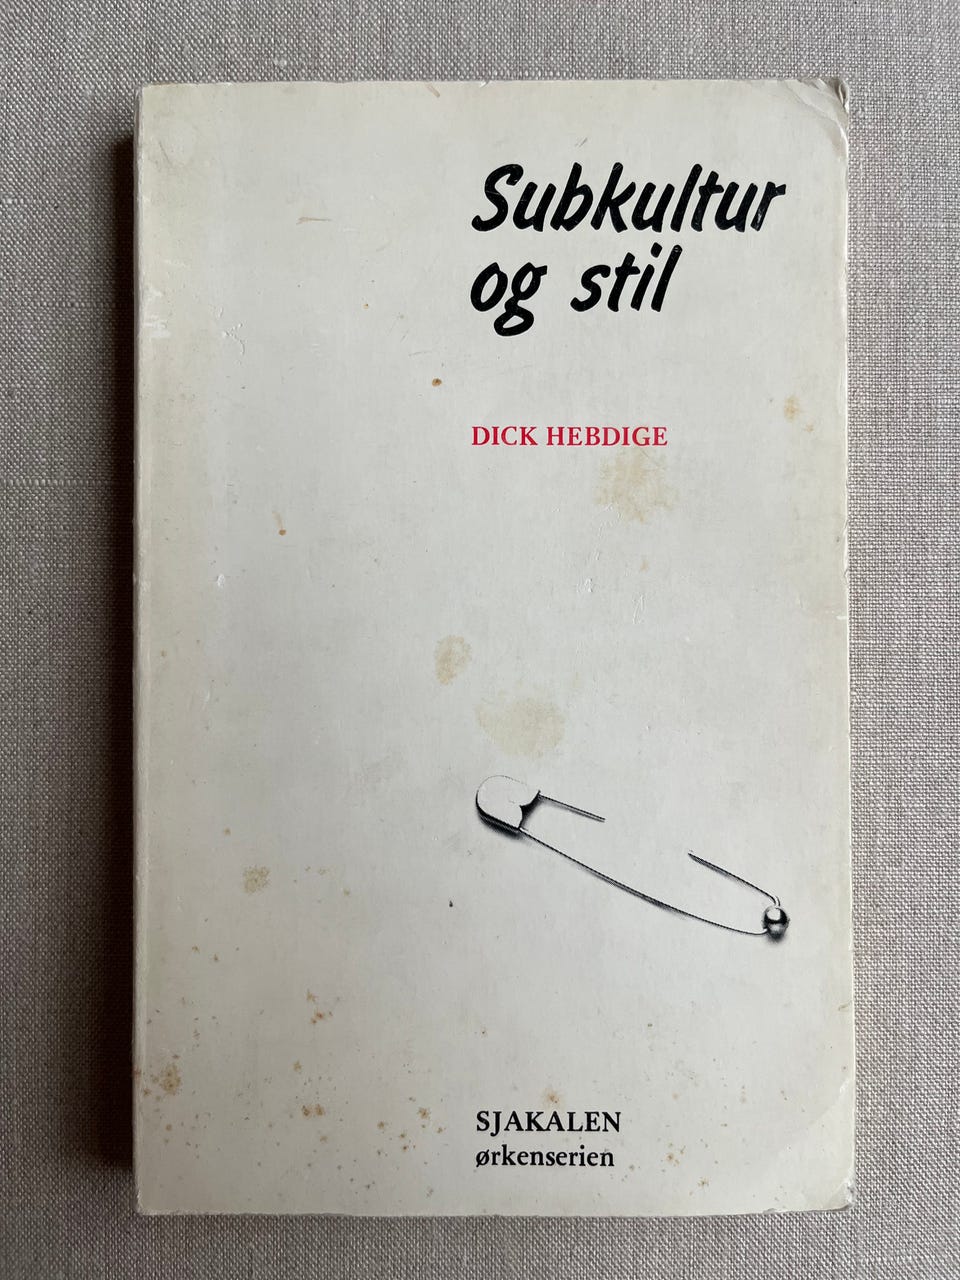 Subkultur
og stil
DICK HEBDIGE
SJAKALEN
ørkenserien